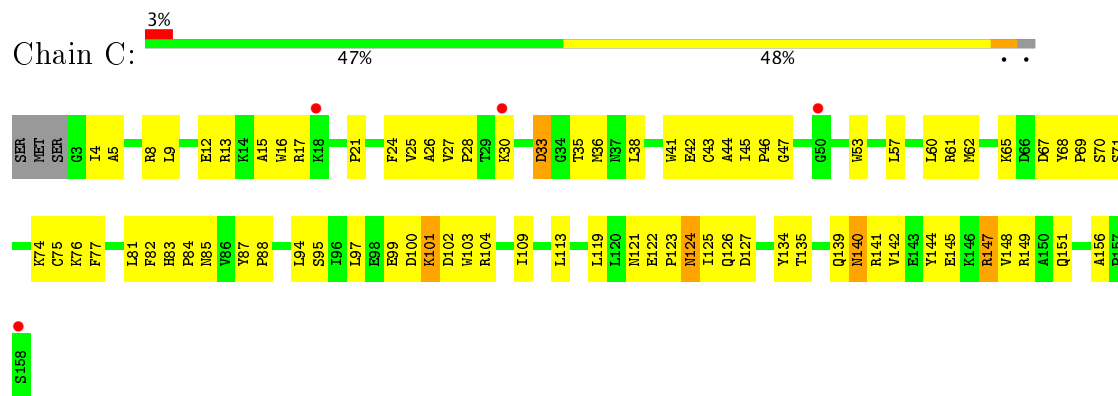 3%
Chain C:
47% 48% • •
SER MET SER G3 I4 A5 R8 L9 E12 R13 K14 A15 W16 R17 K18 P21 F24 V25 A26 V27 P28 T29 K30 D33 G34 T35 M36 N37 L38 W41 E42 C43 A44 I45 P46 G47 G50 W53 L57 L60 R61 M62 K65 D66 D67 Y68 P69 S70 S71
K74 C75 K76 F77 L81 F82 H83 P84 N85 V86 Y87 P88 L94 S95 I96 L97 E98 E99 D100 K101 D102 W103 R104 I109 L113 L119 L120 N121 E122 P123 N124 I125 Q126 D127 Y134 T135 Q139 N140 R141 V142 E143 Y144 E145 K146 R147 V148 R149 A150 Q151 A156 P157
S158